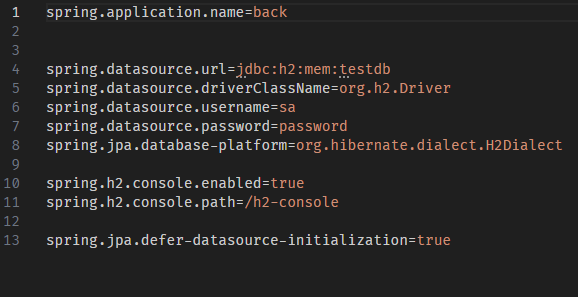 1 spring.application.name=back
2
3
4 spring.datasource.url=jdbc:h2:mem:testdb
5 spring.datasource.driverClassName=org.h2.Driver
6 spring.datasource.username=sa
7 spring.datasource.password=password
8 spring.jpa.database-platform=org.hibernate.dialect.H2Dialect
9
10 spring.h2.console.enabled=true
11 spring.h2.console.path=/h2-console
12
13 spring.jpa.defer-datasource-initialization=true